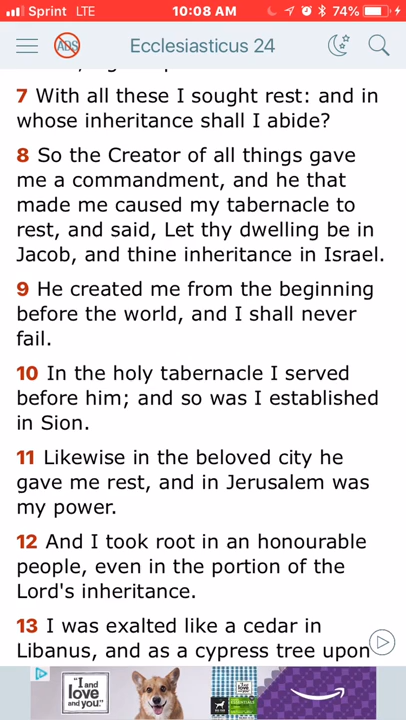 Sprint LTE 10:08 AM 74%
ADS Ecclesiasticus 24
7 With all these I sought rest: and in
whose inheritance shall I abide?
8 So the Creator of all things gave
me a commandment, and he that
made me caused my tabernacle to
rest, and said, Let thy dwelling be in
Jacob, and thine inheritance in Israel.
9 He created me from the beginning
before the world, and I shall never
fail.
10 In the holy tabernacle I served
before him; and so was I established
in Sion.
11 Likewise in the beloved city he
gave me rest, and in Jerusalem was
my power.
12 And I took root in an honourable
people, even in the portion of the
Lord's inheritance.
13 I was exalted like a cedar in
Libanus, and as a cypress tree upon
"I and
love
and you."